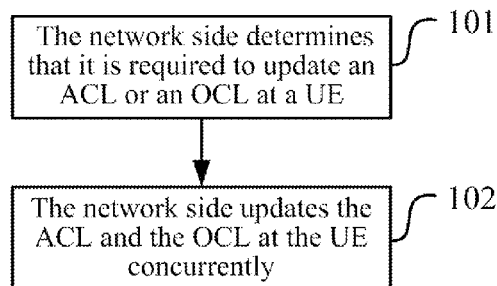 The network side determines
that it is required to update an
ACL or an OCL at a UE
101
The network side updates the
ACL and the OCL at the UE
concurrently
102